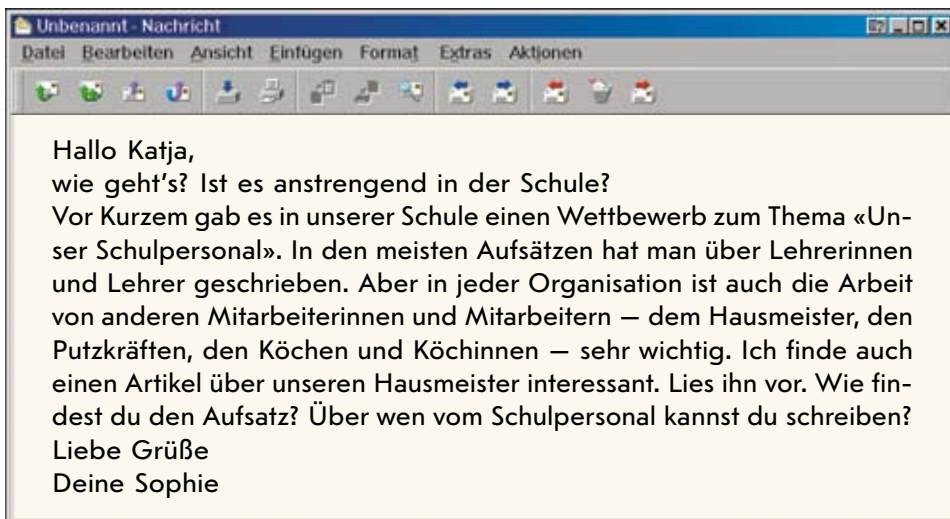 Unbenannt - Nachricht
Datei Bearbeiten Ansicht Einfügen Format Extras Aktionen
Hallo Katja,
wie geht's? Ist es anstrengend in der Schule?
Vor Kurzem gab es in unserer Schule einen Wettbewerb zum Thema «Un-
ser Schulpersonal». In den meisten Aufsätzen hat man über Lehrerinnen
und Lehrer geschrieben. Aber in jeder Organisation ist auch die Arbeit
von anderen Mitarbeiterinnen und Mitarbeitern — dem Hausmeister, den
Putzkräften, den Köchen und Köchinnen — sehr wichtig. Ich finde auch
einen Artikel über unseren Hausmeister interessant. Lies ihn vor. Wie fin-
dest du den Aufsatz? Über wen vom Schulpersonal kannst du schreiben?
Liebe Grüße
Deine Sophie